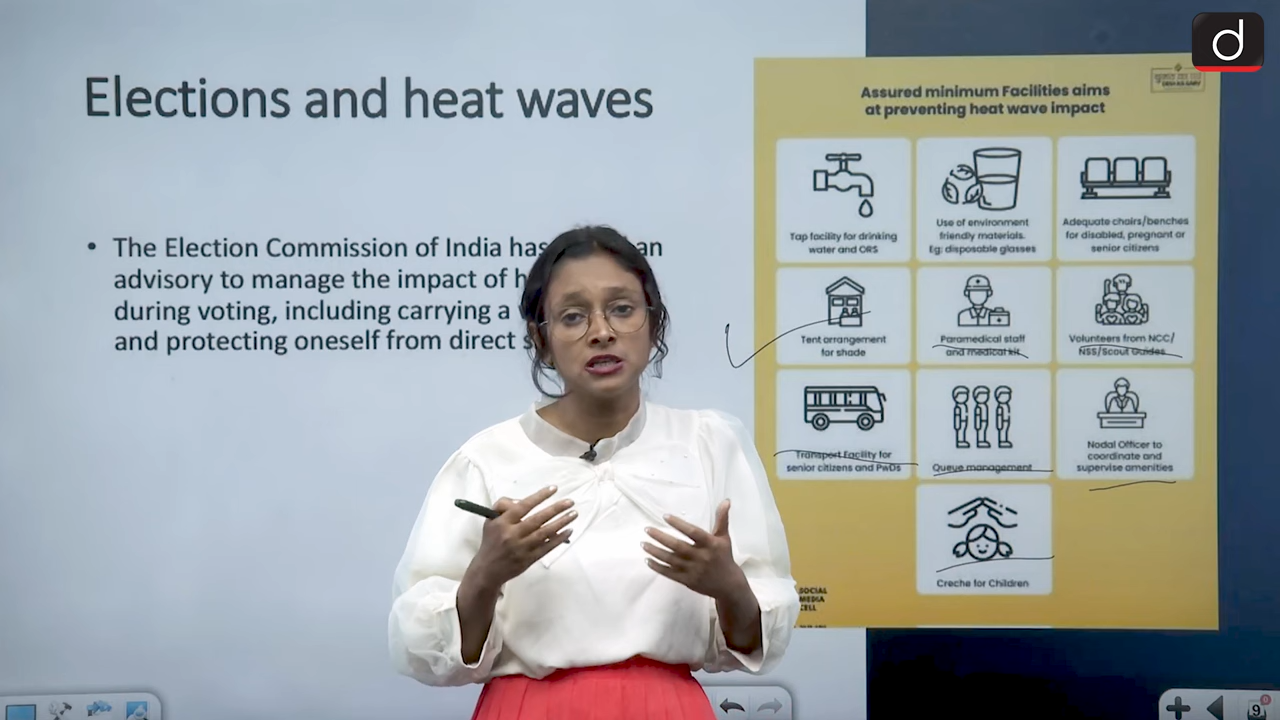 Elections and heat waves
• The Election Commission of India has an
advisory to manage the impact of
during voting, including carrying a
and protecting oneself from direct
d
Assured minimum Facilities aims
at preventing heat wave impact
Tap facility for drinking
water and ORS
Use of environment
friendly materials.
Eg: disposable glasses
Adequate chairs/benches
for disabled, pregnant or
senior citizens
Tent arrangement
for shade
Paramedical staff
and medical kit
Volunteers from NCC/
NSS/Scout Guides
Transport Facility for
senior citizens and PwDs
Queue management
Nodal Officer to
coordinate and
supervise amenities
Creche for Children
SOCIAL
MEDIA
CELL
9